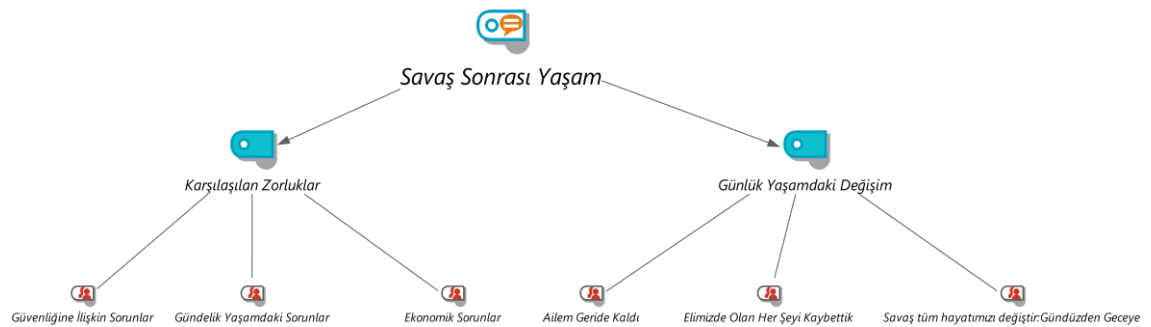 Savaş Sonrası Yaşam
Karşılaşılan Zorluklar
Günlük Yaşamdaki Değişim
Güvenliğine İlişkin Sorunlar
Gündelik Yaşamdaki Sorunlar
Ekonomik Sorunlar
Ailem Geride Kaldı
Elimizde Olan Her Şeyi Kaybettik
Savaş tüm hayatımızı değiştir:Gündüzden Geceye